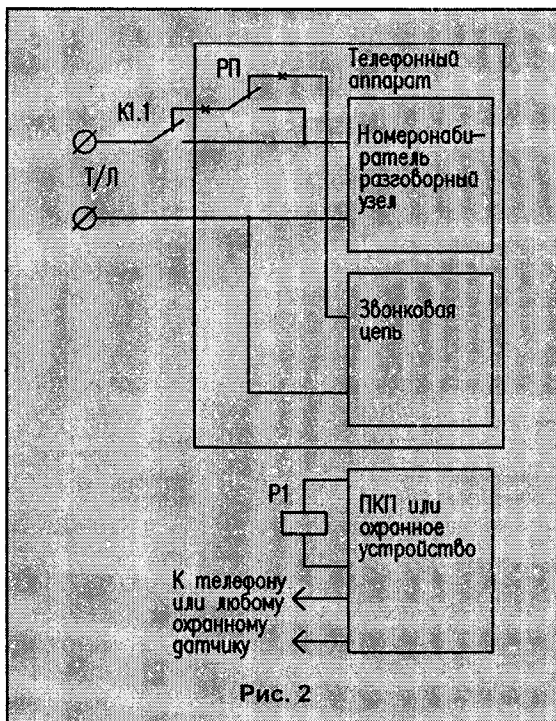 РП
Телефонный
аппарат
К1.1
Номеронаби-
ратель
разговорный
узел
Т/Л
Звонковая
цепь
Р1
ПКП или
охранное
устройство
К телефону
или любому
охранному
датчику
Рис. 2